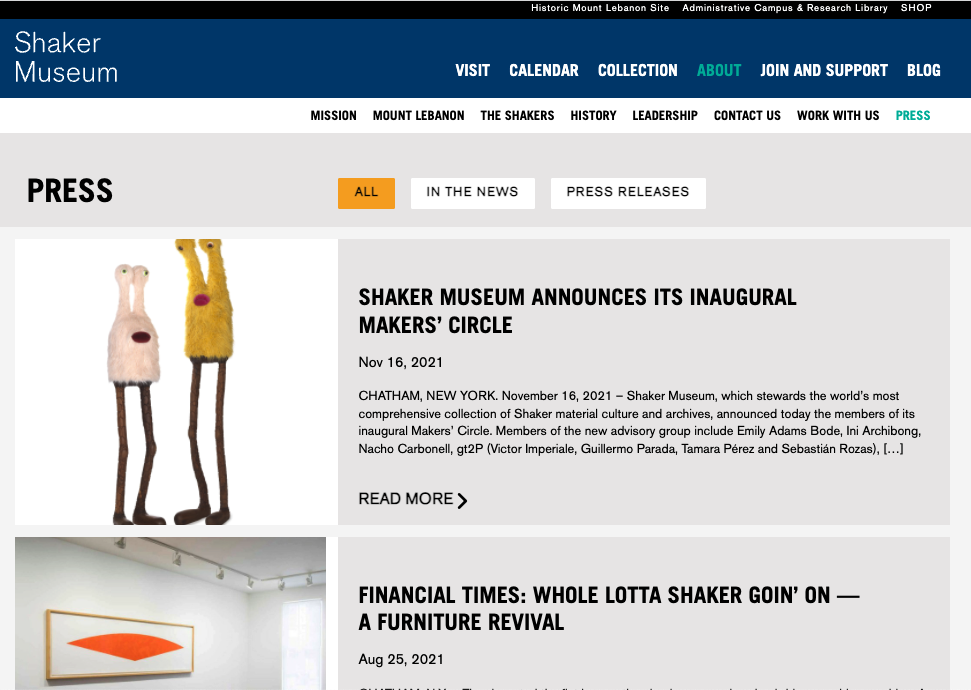 Historic Mount Lebanon Site Administrative Campus & Research Library SHOP
Shaker
Museum
VISIT CALENDAR COLLECTION ABOUT JOIN AND SUPPORT BLOG
MISSION MOUNT LEBANON THE SHAKERS HISTORY LEADERSHIP CONTACT US WORK WITH US PRESS
PRESS
ALL IN THE NEWS PRESS RELEASES
SHAKER MUSEUM ANNOUNCES ITS INAUGURAL
MAKERS’ CIRCLE
Nov 16, 2021
CHATHAM, NEW YORK. November 16, 2021 – Shaker Museum, which stewards the world’s most
comprehensive collection of Shaker material culture and archives, announced today the members of its
inaugural Makers’ Circle. Members of the new advisory group include Emily Adams Bode, Ini Archibong,
Nacho Carbonell, gt2P (Victor Imperiale, Guillermo Parada, Tamara Pérez and Sebastián Rozas), […]
READ MORE
FINANCIAL TIMES: WHOLE LOTTA SHAKER GOIN’ ON —
A FURNITURE REVIVAL
Aug 25, 2021